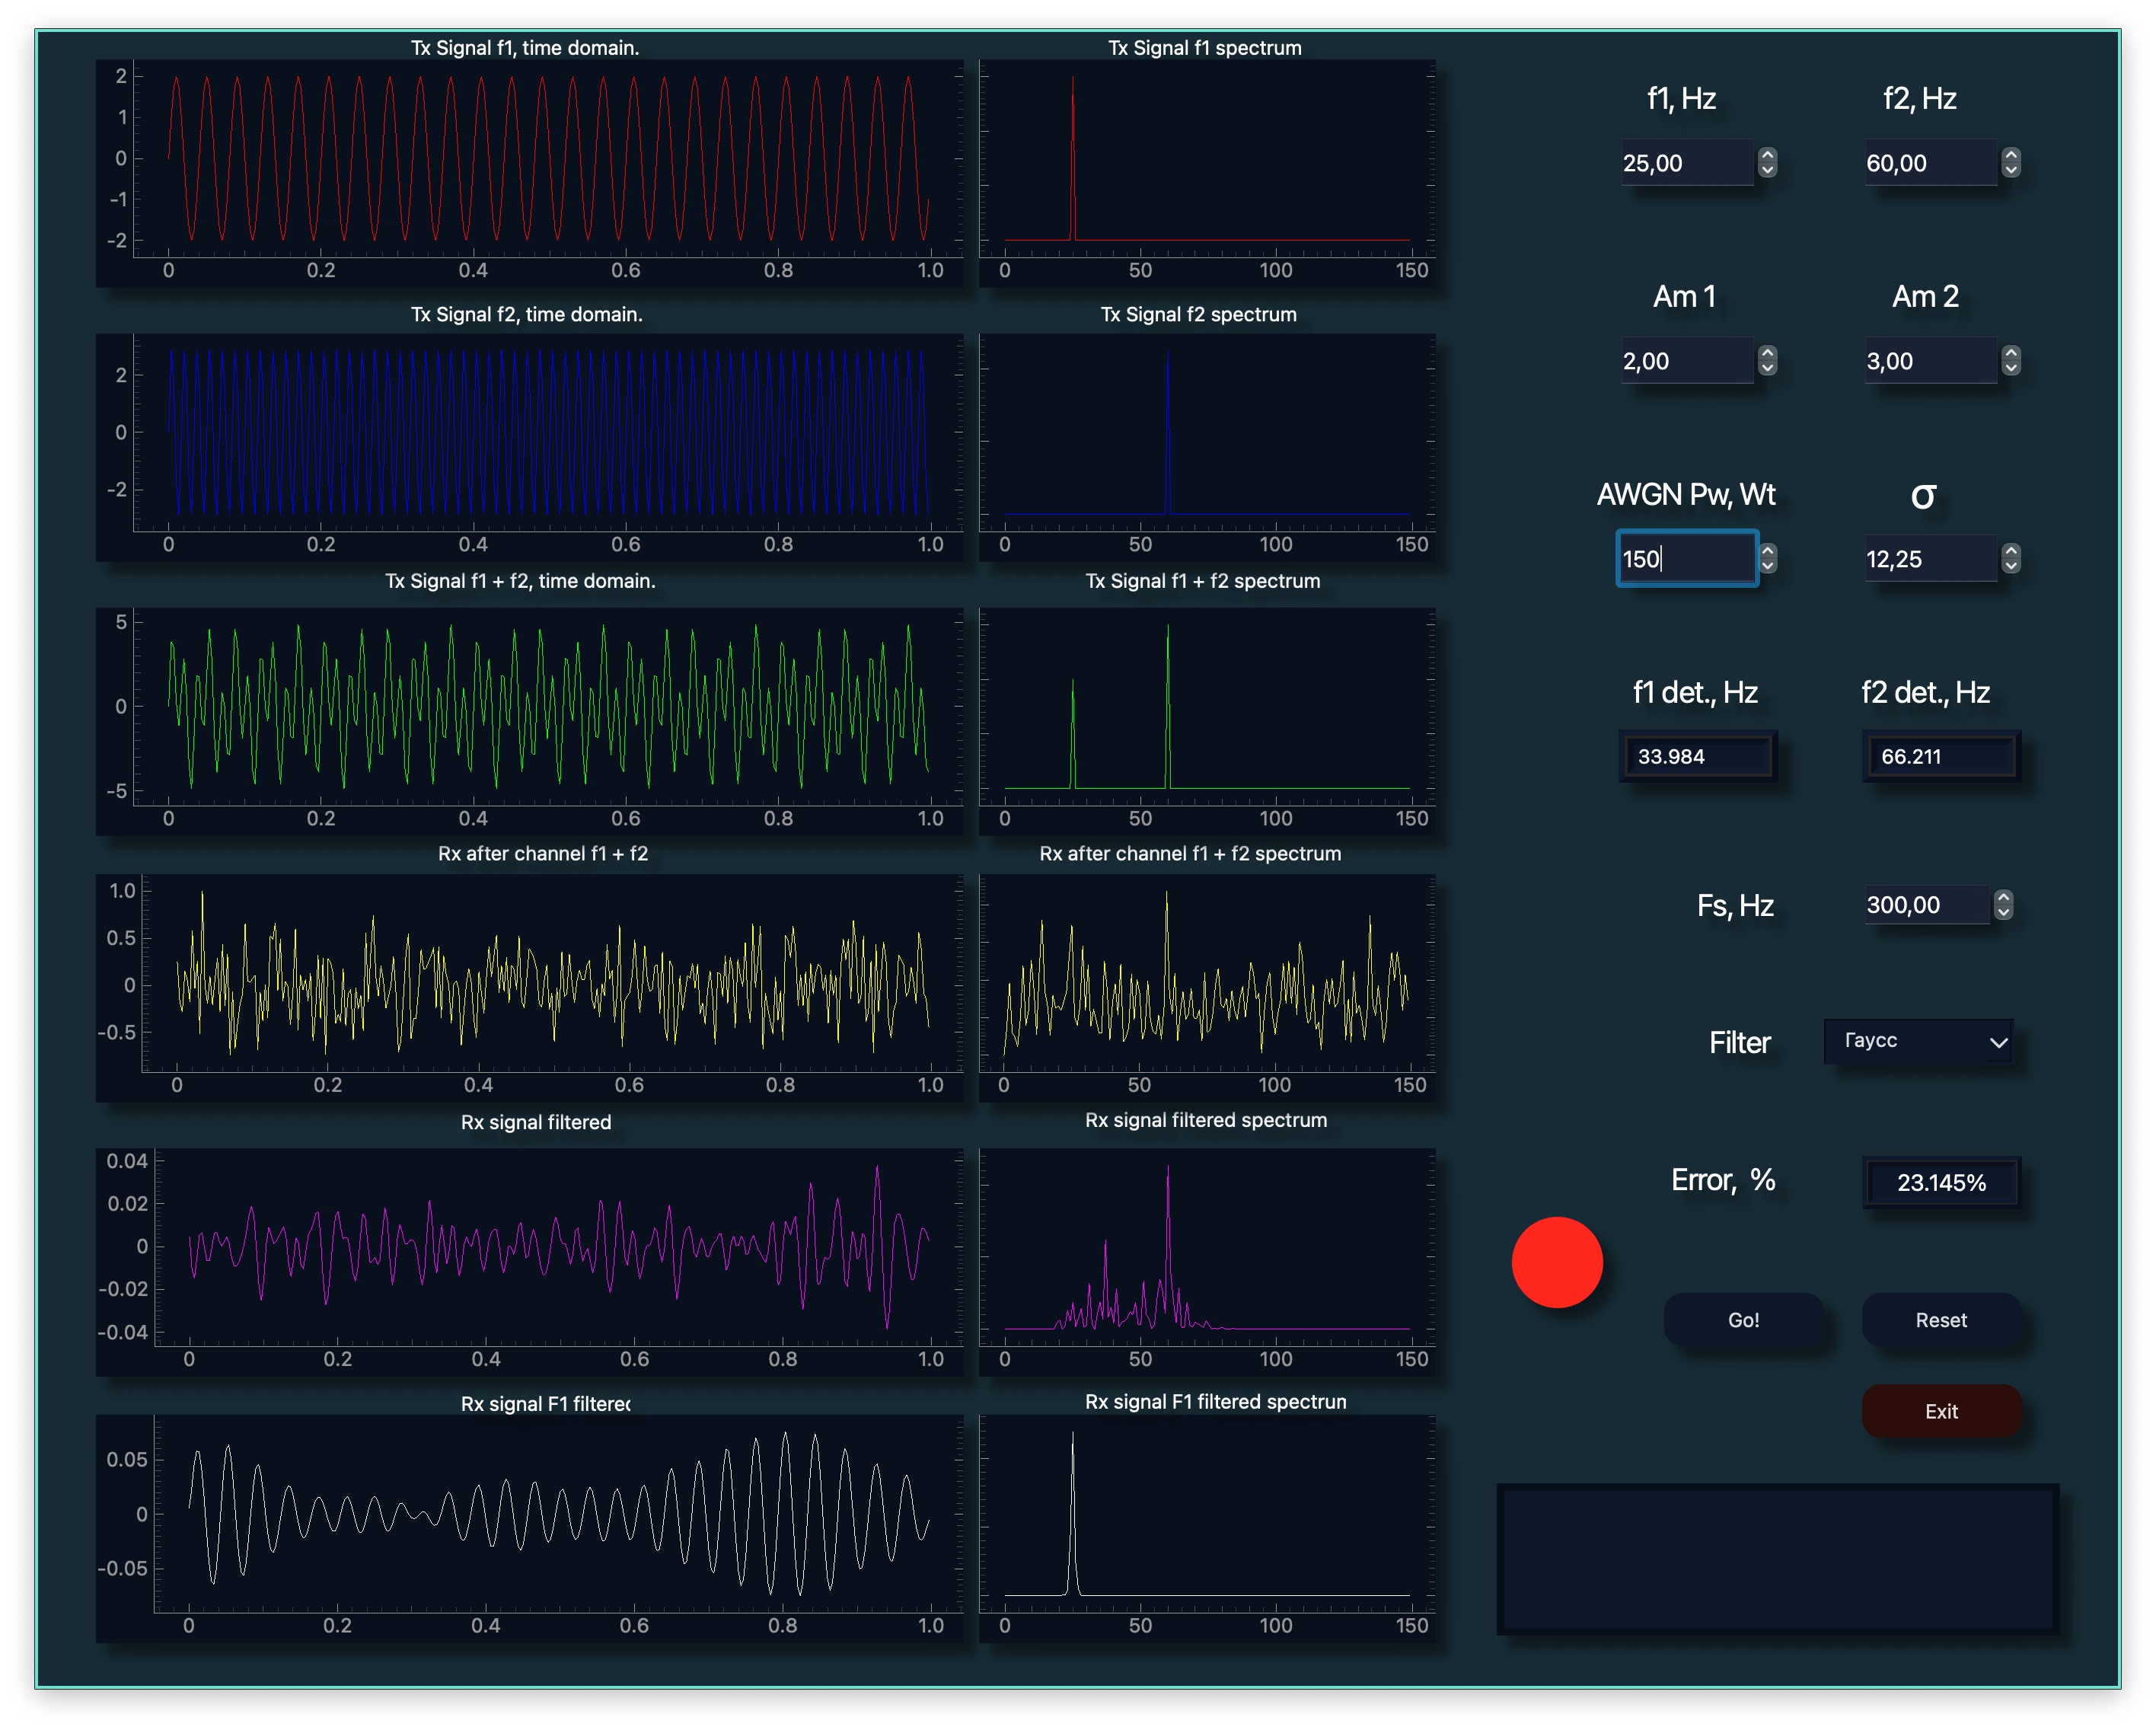 Tx Signal f1, time domain.
2
1
0
-1
-2
0 0.2 0.4 0.6 0.8 1.0
Tx Signal f1 spectrum
0 50 100 150
Tx Signal f2, time domain.
2
0
-2
0 0.2 0.4 0.6 0.8 1.0
Tx Signal f2 spectrum
0 50 100 150
Tx Signal f1 + f2, time domain.
5
0
-5
0 0.2 0.4 0.6 0.8 1.0
Tx Signal f1 + f2 spectrum
0 50 100 150
Rx after channel f1 + f2
1.0
0.5
0
-0.5
0 0.2 0.4 0.6 0.8 1.0
Rx after channel f1 + f2 spectrum
0 50 100 150
Rx signal filtered
0.04
0.02
0
-0.02
-0.04
0 0.2 0.4 0.6 0.8 1.0
Rx signal filtered spectrum
0 50 100 150
Rx signal F1 filterec
0.05
0
-0.05
0 0.2 0.4 0.6 0.8 1.0
Rx signal F1 filtered spectrun
0 50 100 150
f1, Hz f2, Hz
25,00 60,00
Am 1 Am 2
2,00 3,00
AWGN Pw, Wt σ
150 12,25
f1 det., Hz f2 det., Hz
33.984 66.211
Fs, Hz 300,00
Filter Гаусс
Error, % 23.145%
Go! Reset
Exit